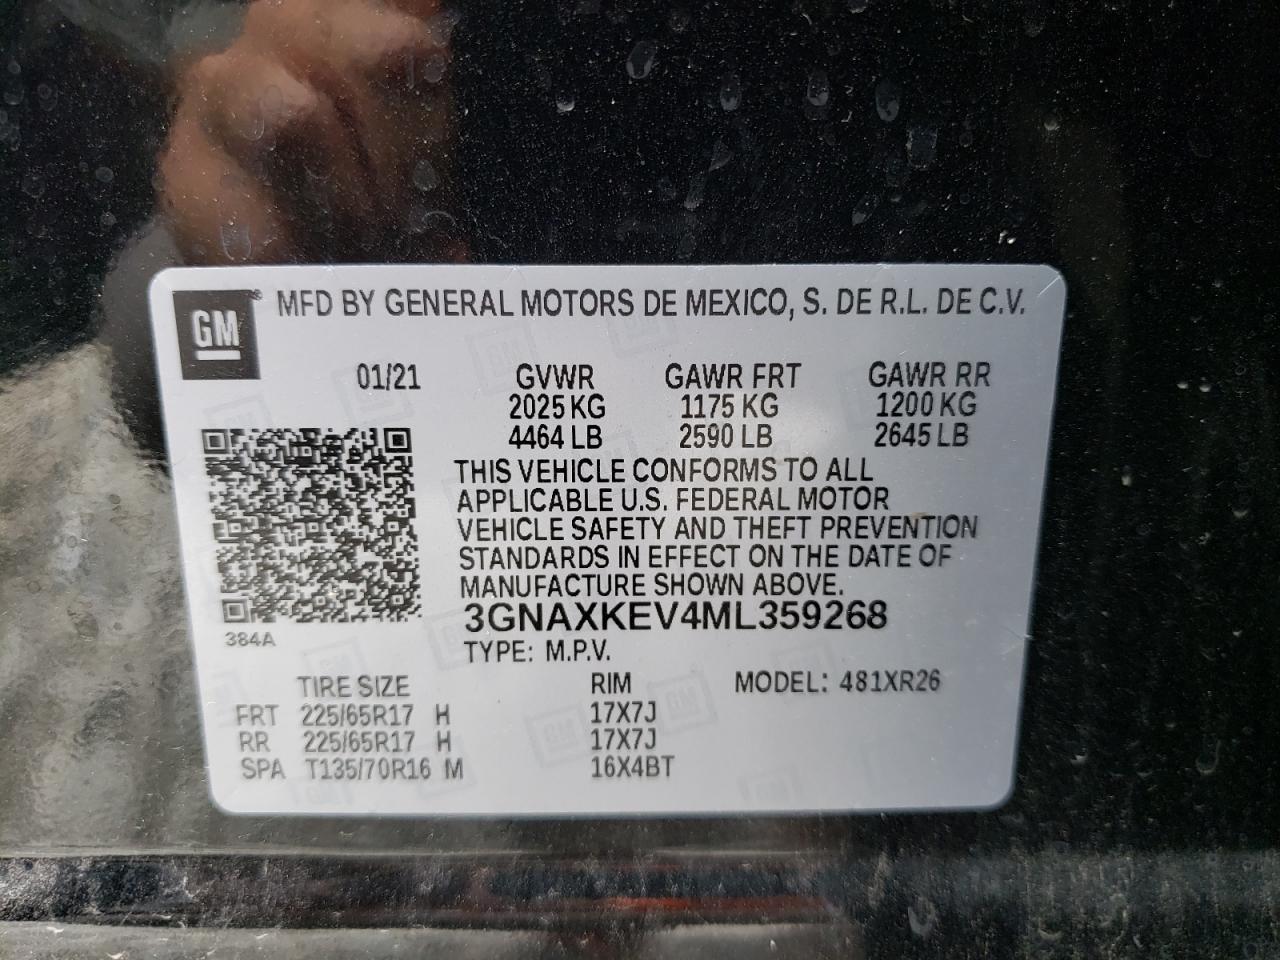 GM® MFD BY GENERAL MOTORS DE MEXICO, S. DE R.L. DE C.V.
01/21 GVWR GAWR FRT GAWR RR
2025 KG 1175 KG 1200 KG
4464 LB 2590 LB 2645 LB
THIS VEHICLE CONFORMS TO ALL
APPLICABLE U.S. FEDERAL MOTOR
VEHICLE SAFETY AND THEFT PREVENTION
STANDARDS IN EFFECT ON THE DATE OF
MANUFACTURE SHOWN ABOVE.
3GNAXKEV4ML359268
384A
TYPE: M.P.V.
TIRE SIZE RIM MODEL: 481XR26
FRT 225/65R17 H 17X7J
RR 225/65R17 H 17X7J
SPA T135/70R16 M 16X4BT